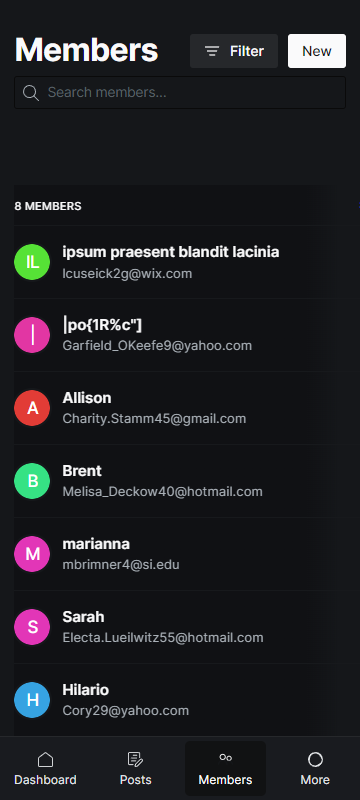 Members
Filter
New
Search members...
8 MEMBERS
IL
ipsum praesent blandit lacinia
lcuseick2g@wix.com
|
|po{1R%c"]
Garfield_OKeefe9@yahoo.com
A
Allison
Charity.Stamm45@gmail.com
B
Brent
Melisa_Deckow40@hotmail.com
M
marianna
mbrimner4@si.edu
S
Sarah
Electa.Lueilwitz55@hotmail.com
H
Hilario
Cory29@yahoo.com
Dashboard
Posts
Members
More